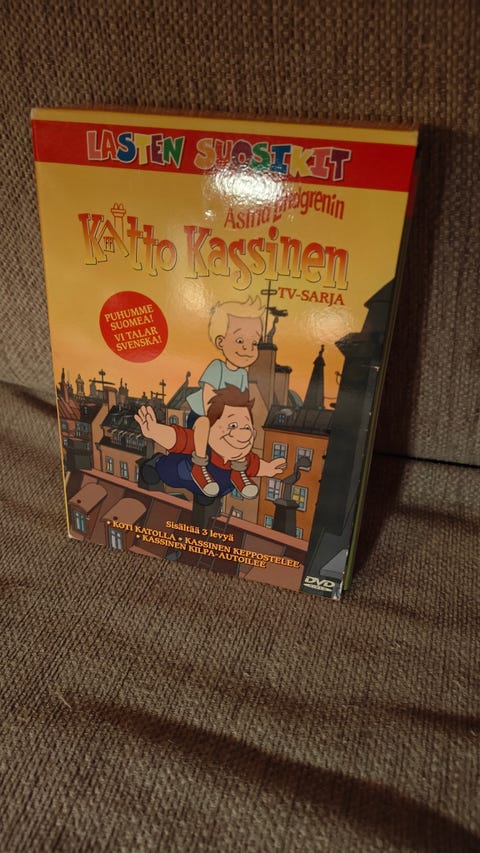 LASTEN SUOSIKIT
Astrid Lindgrenin
Katto Kassinen
TV-SARJA
PUHUMME
SUOMEA!
VI TALAR
SVENSKA!
Sisältää 3 levyä
• KOTI KATOLLA • KASSINEN KEPPOSTELEE
• KASSINEN KILPA-AUTOILEE
DVD